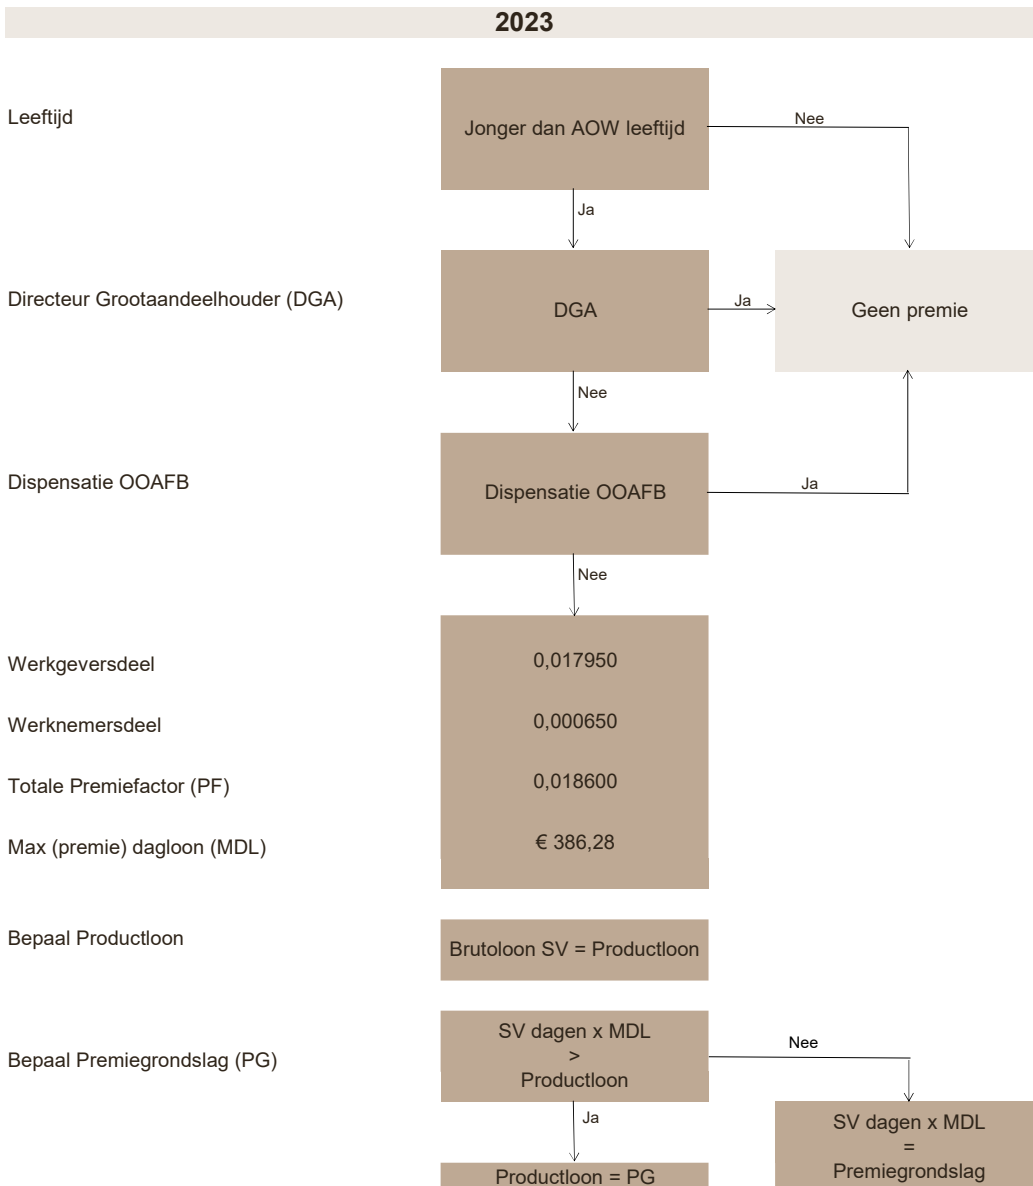 2023
Leeftijd
Jonger dan AOW leeftijd
Nee
Ja
Directeur Grootaandeelhouder (DGA)
DGA
Ja
Geen premie
Nee
Dispensatie OOAFB
Dispensatie OOAFB
Ja
Nee
Werkgeversdeel
0,017950
Werknemersdeel
0,000650
Totale Premiefactor (PF)
0,018600
Max (premie) dagloon (MDL)
€ 386,28
Bepaal Productloon
Brutoloon SV = Productloon
Bepaal Premiegrondslag (PG)
SV dagen x MDL
>
Productloon
Nee
Ja
SV dagen x MDL
=
Premiegrondslag
Productloon = PG